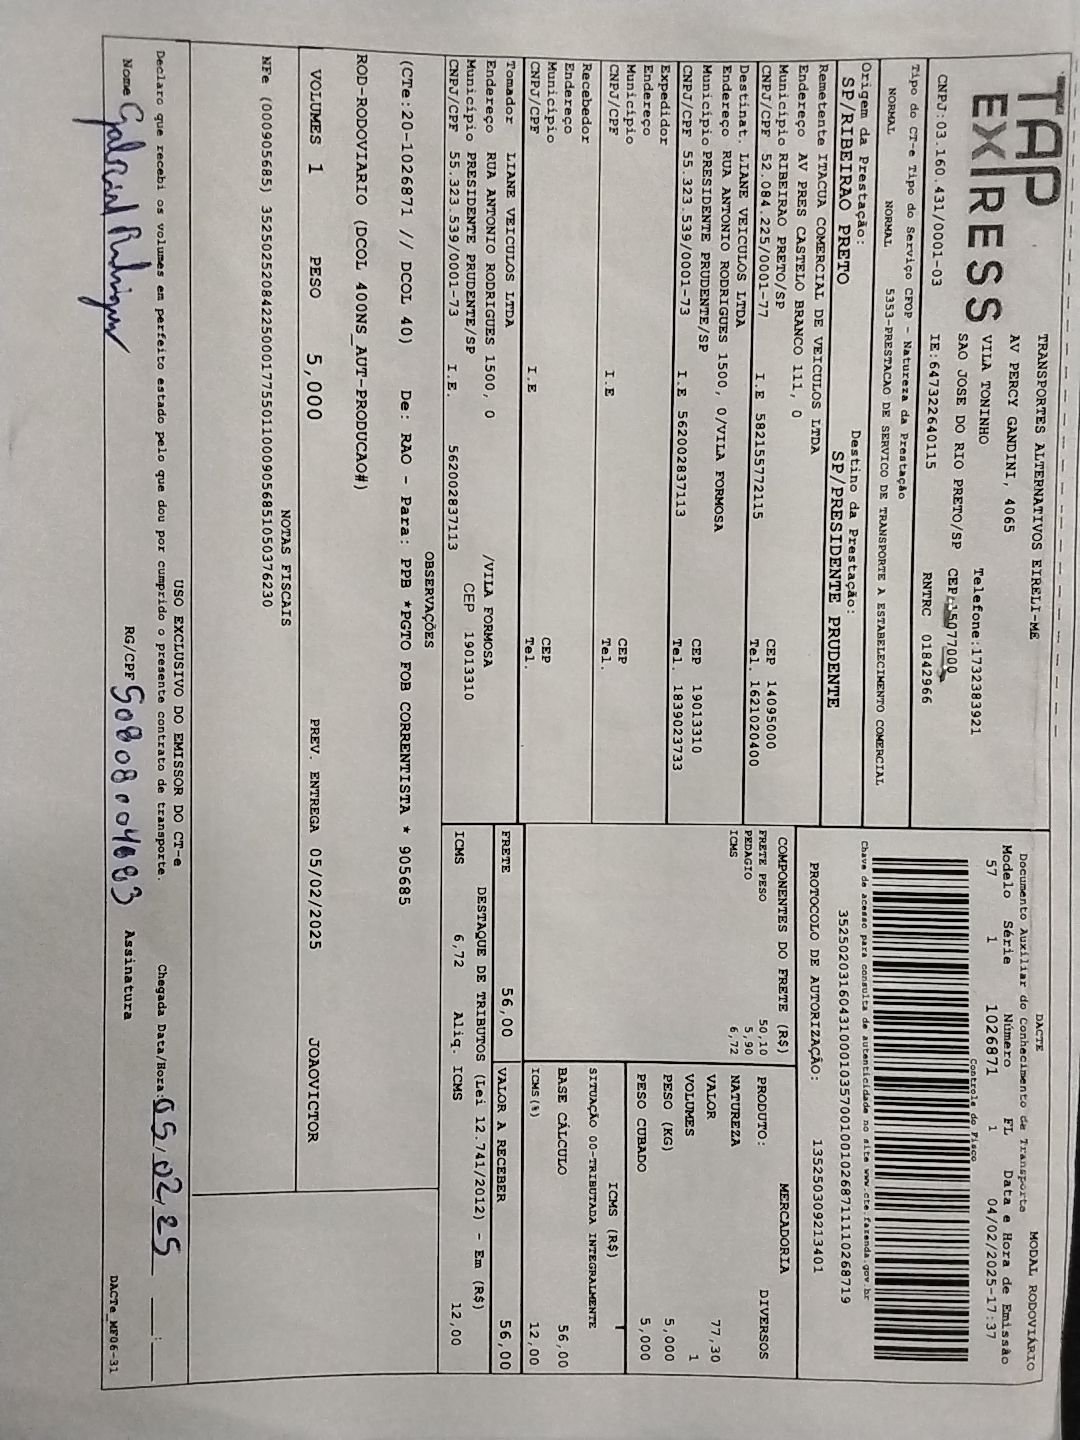 TAP
EXPRESS
TRANSPORTES ALTERNATIVOS EIRELI-ME
AV PERCY GANDINI, 4065
VILA TONINHO
Telefone:1732383921
SAO JOSE DO RIO PRETO/SP CEP:15077000
CNPJ:03.160.431/0001-03 IE:647322640115 RNTRC 01842966
Tipo do CT-e Tipo do Serviço CFOP - Natureza da Prestação
NORMAL NORMAL 5353-PRESTACAO DE SERVICO DE TRANSPORTE A ESTABELECIMENTO COMERCIAL
Origem da Prestação: Destino da Prestação:
SP/RIBEIRAO PRETO SP/PRESIDENTE PRUDENTE
Remetente ITACUA COMERCIAL DE VEICULOS LTDA
Endereço AV PRES CASTELO BRANCO 111, 0
Município RIBEIRAO PRETO/SP CEP 14095000
CNPJ/CPF 52.084.225/0001-77 I.E 582155772115 Tel. 1621020400
Destinat. LIANE VEICULOS LTDA
Endereço RUA ANTONIO RODRIGUES 1500, 0/VILA FORMOSA
Município PRESIDENTE PRUDENTE/SP CEP 19013310
CNPJ/CPF 55.323.539/0001-73 I.E 562002837113 Tel. 1839023733
Expedidor
Endereço
Município CEP
CNPJ/CPF I.E Tel.
Recebedor
Endereço
Município CEP
CNPJ/CPF I.E Tel.
Tomador LIANE VEICULOS LTDA
Endereço RUA ANTONIO RODRIGUES 1500, 0 /VILA FORMOSA
Município PRESIDENTE PRUDENTE/SP CEP 19013310
CNPJ/CPF 55.323.539/0001-73 I.E. 562002837113
DACTE MODAL RODOVIÁRIO
Documento Auxiliar do Conhecimento de Transporte
Modelo Série Número FL Data e Hora de Emissão
57 1 1026871 1 04/02/2025-17:37
Controle do Fisco
Chave de acesso para consulta de autenticidade no site www.cte.fazenda.gov.br
PROTOCOLO DE AUTORIZAÇÃO: 135250309213401
COMPONENTES DO FRETE (R$)
FRETE PESO 50,10
PEDAGIO 5,90
ICMS 6,72
MERCADORIA
PRODUTO: DIVERSOS
NATUREZA
VALOR 77,30
VOLUMES 1
PESO (KG) 5,000
PESO CUBADO 5,000
ICMS (R$)
SITUAÇÃO 00-TRIBUTADA INTEGRALMENTE
BASE CÁLCULO 56,00
ICMS(%) 12,00
FRETE 56,00 VALOR A RECEBER 56,00
DESTAQUE DE TRIBUTOS (Lei 12.741/2012) - Em (R$)
ICMS 6,72 Aliq. ICMS 12,00
OBSERVAÇÕES
(CTe:20-1026871 // DCOL 40) De: RAO - Para: PPB *PGTO FOB CORRENTISTA * 905685
ROD-RODOVIARIO (DCOL 400NS_AUT-PRODUCAO#)
VOLUMES 1 PESO 5,000 PREV. ENTREGA 05/02/2025 JOAOVICTOR
NOTAS FISCAIS
USO EXCLUSIVO DO EMISSOR DO CT-e
Declaro que recebi os volumes em perfeito estado pelo que dou por cumprido o presente contrato de transporte. Chegada Data/Hora: 05,02,25 :
Nome Gabriel Rodrigues RG/CPF Assinatura
DACTe_MF06-31